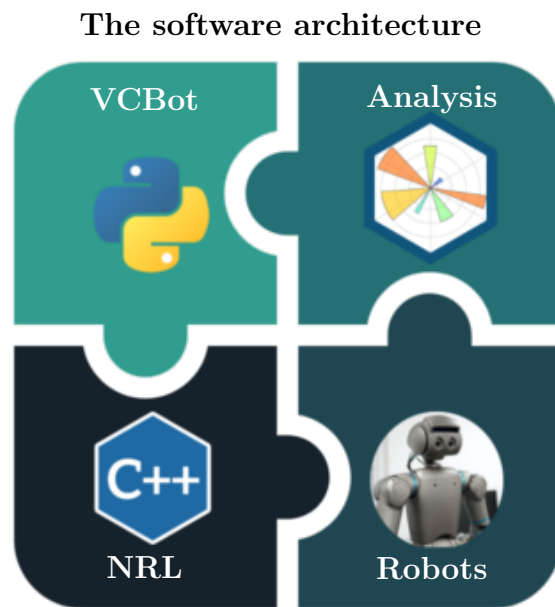 The software architecture
VCBot
Analysis
C++
NRL
Robots